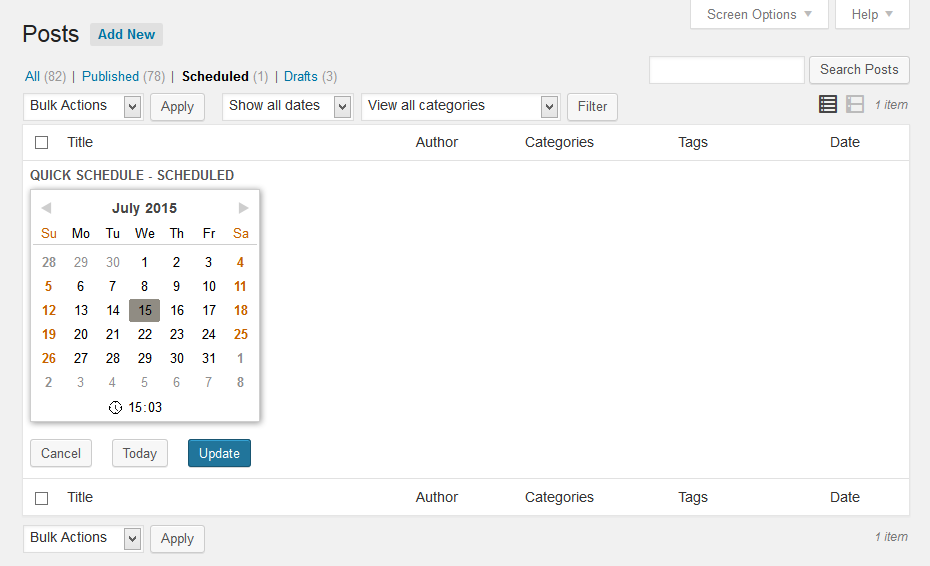 Screen Options Help
Posts Add New
All (82) | Published (78) | Scheduled (1) | Drafts (3)
Search Posts
Bulk Actions Apply Show all dates View all categories Filter 1 item
Title Author Categories Tags Date
QUICK SCHEDULE - SCHEDULED
July 2015
Su Mo Tu We Th Fr Sa
28 29 30 1 2 3 4
5 6 7 8 9 10 11
12 13 14 15 16 17 18
19 20 21 22 23 24 25
26 27 28 29 30 31 1
2 3 4 5 6 7 8
15:03
Cancel Today Update
Title Author Categories Tags Date
Bulk Actions Apply 1 item